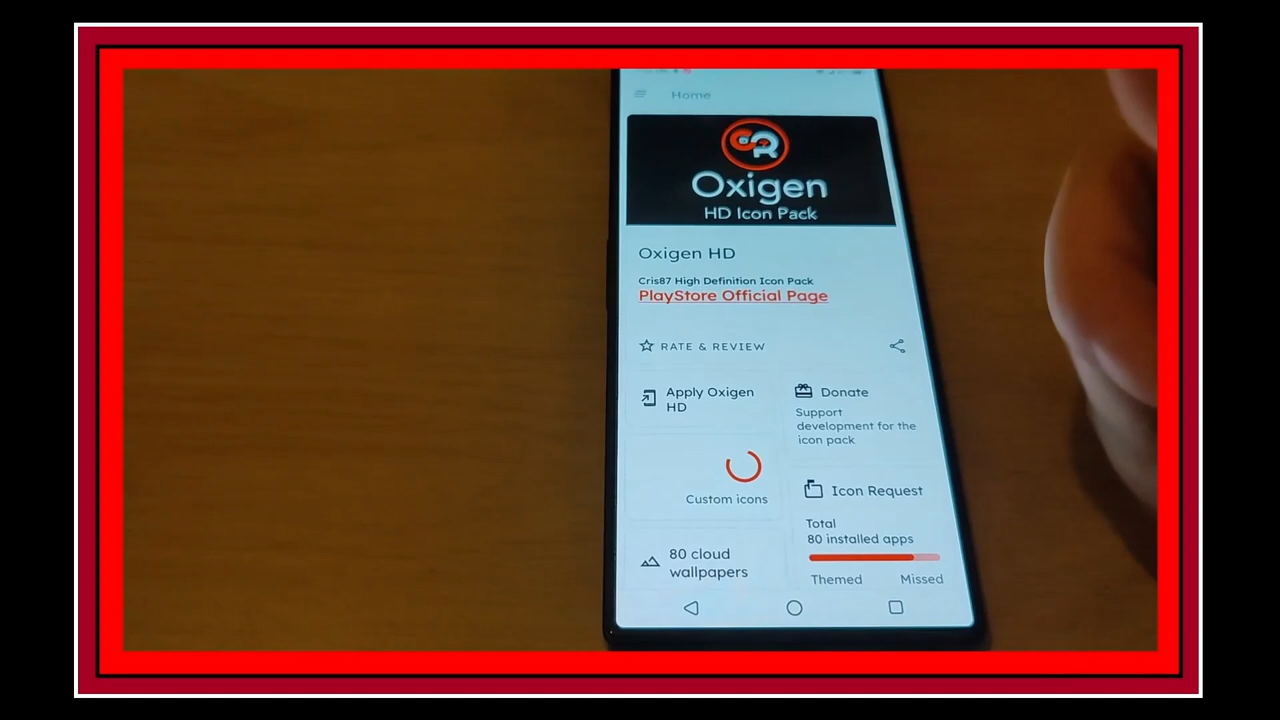 Home
Oxigen
HD Icon Pack
Oxigen HD
Cris87 High Definition Icon Pack
PlayStore Official Page
RATE & REVIEW
Apply Oxigen
HD
Donate
Support
development for the
icon pack
Custom icons
Icon Request
Total
80 installed apps
80 cloud
wallpapers
Themed
Missed